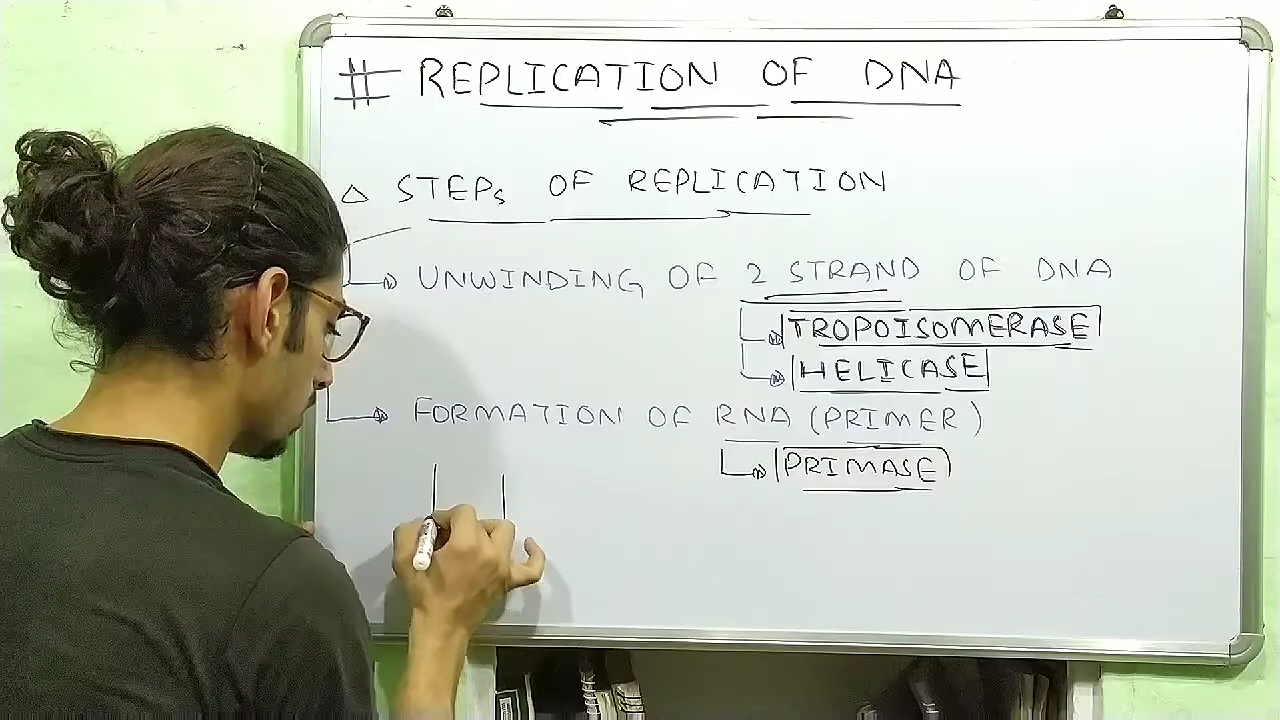 # REPLICATION OF DNA
△ STEPs OF REPLICATION
UNWINDING OF 2 STRAND OF DNA
TROPOISOMERASE
HELICASE
FORMATION OF RNA (PRIMER)
PRIMASE